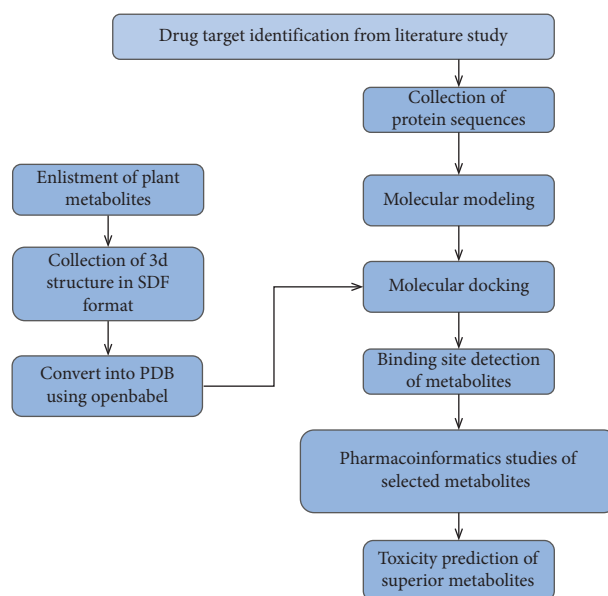 Drug target identification from literature study
Collection of
protein sequences
Enlistment of plant
metabolites
Molecular modeling
Collection of 3d
structure in SDF
format
Molecular docking
Convert into PDB
using openbabel
Binding site detection
of metabolites
Pharmacoinformatics studies of
selected metabolites
Toxicity prediction of
superior metabolites